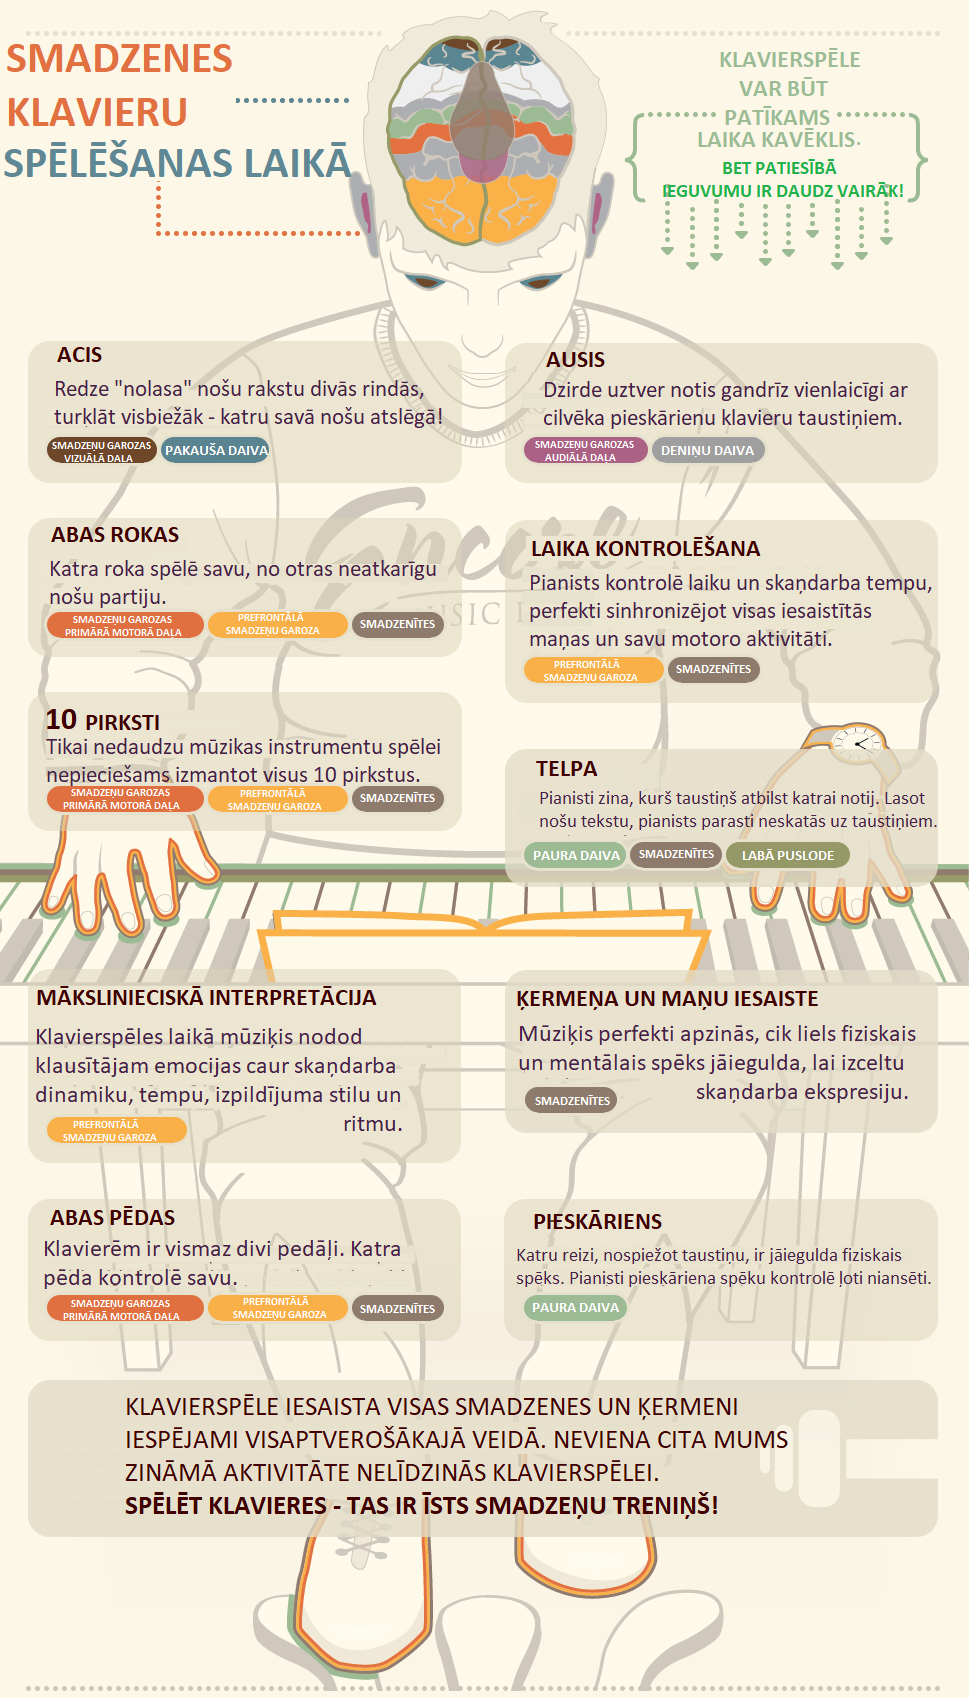 SMADZENES
KLAVIERU
SPĒLĒŠANAS LAIKĀ
KLAVIERSPĒLE
VAR BŪT
PATĪKAMS
LAIKA KAVĒKLIS.
BET PATIESĪBĀ
IEGUVUMU IR DAUDZ VAIRĀK!
ACIS
Redze "nolasa" nošu rakstu divās rindās,
turklāt visbiežāk - katru savā nošu atslēgā!
SMADZEŅU GAROZAS
VIZUĀLĀ DAĻA
PAKAUŠA DAIVA
AUSIS
Dzirde uztver notis gandrīz vienlaicīgi ar
cilvēka pieskārienu klavieru taustiņiem.
SMADZEŅU GAROZAS
AUDIĀLĀ DAĻA
DENIŅU DAIVA
ABAS ROKAS
Katra roka spēlē savu, no otras neatkarīgu
nošu partiju.
SMADZEŅU GAROZAS
PRIMĀRĀ MOTORĀ DAĻA
PREFRONTĀLĀ
SMADZEŅU GAROZA
SMADZENĪTES
LAIKA KONTROLĒŠANA
Pianists kontrolē laiku un skaņdarba tempu,
perfekti sinhronizējot visas iesaistītās
maņas un savu motoro aktivitāti.
PREFRONTĀLĀ
SMADZEŅU GAROZA
SMADZENĪTES
10 PIRKSTI
Tikai nedaudzu mūzikas instrumentu spēlei
nepieciešams izmantot visus 10 pirkstus.
SMADZEŅU GAROZAS
PRIMĀRĀ MOTORĀ DAĻA
PREFRONTĀLĀ
SMADZEŅU GAROZA
SMADZENĪTES
TELPA
Pianisti zina, kurš taustiņš atbilst katrai notij. Lasot
nošu tekstu, pianists parasti neskatās uz taustiņiem.
PAURA DAIVA
SMADZENĪTES
LABĀ PUSLODE
MĀKSLINIECISKĀ INTERPRETĀCIJA
Klavierspēles laikā mūziķis nodod
klausītājam emocijas caur skaņdarba
dinamiku, tempu, izpildījuma stilu un
ritmu.
PREFRONTĀLĀ
SMADZEŅU GAROZA
ĶERMEŅA UN MAŅU IESAISTE
Mūziķis perfekti apzinās, cik liels fiziskais
un mentālais spēks jāiegulda, lai izceltu
skaņdarba ekspresiju.
SMADZENĪTES
ABAS PĒDAS
Klavierēm ir vismaz divi pedāļi. Katra
pēda kontrolē savu.
SMADZEŅU GAROZAS
PRIMĀRĀ MOTORĀ DAĻA
PREFRONTĀLĀ
SMADZEŅU GAROZA
SMADZENĪTES
PIESKĀRIENS
Katru reizi, nospiežot taustiņu, ir jāiegulda fiziskais
spēks. Pianisti pieskāriena spēku kontrolē ļoti niansēti.
PAURA DAIVA
KLAVIERSPĒLE IESAISTA VISAS SMADZENES UN ĶERMENI
IESPĒJAMI VISAPTVEROŠĀKAJĀ VEIDĀ. NEVIENA CITA MUMS
ZINĀMĀ AKTIVITĀTE NELĪDZINĀS KLAVIERSPĒLEI.
SPĒLĒT KLAVIERES - TAS IR ĪSTS SMADZEŅU TRENIŅŠ!